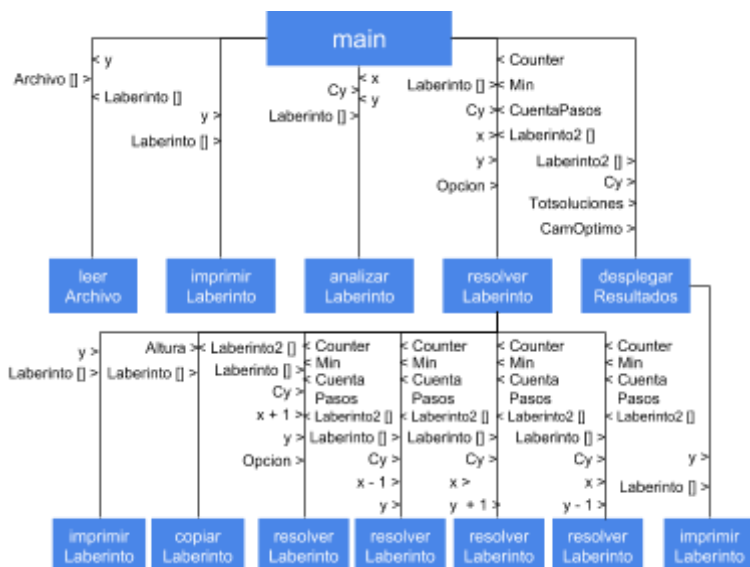 main
< y
Archivo [] >
< Laberinto []
y >
Laberinto [] >
< x
Cy >
< y
Laberinto [] >
< Counter
Laberinto [] >
< Min
Cy >
< CuentaPasos
x >
< Laberinto2 []
y >
Opcion >
Laberinto2 [] >
Cy >
Totsoluciones >
CamOptimo >
leer
Archivo
imprimir
Laberinto
analizar
Laberinto
resolver
Laberinto
desplegar
Resultados
y >
Laberinto [] >
Altura >
< Laberinto2 []
Laberinto [] >
< Counter
< Min
Laberinto [] >
< Cuenta
Pasos
Cy >
< Laberinto2 []
x + 1 >
y >
Opcion >
< Counter
< Min
< Cuenta
Pasos
< Laberinto2 []
Laberinto [] >
Cy >
x - 1 >
y >
< Counter
< Min
< Cuenta
Pasos
< Laberinto2 []
Laberinto [] >
Cy >
x >
y + 1 >
< Counter
< Min
< Cuenta
Pasos
< Laberinto2 []
Laberinto [] >
Cy >
x >
y - 1 >
y >
Laberinto [] >
imprimir
Laberinto
copiar
Laberinto
resolver
Laberinto
resolver
Laberinto
resolver
Laberinto
resolver
Laberinto
imprimir
Laberinto